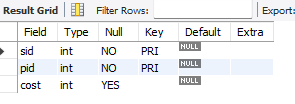 Result Grid Filter Rows: Export:
Field Type Null Key Default Extra
sid int NO PRI NULL
pid int NO PRI NULL
cost int YES NULL